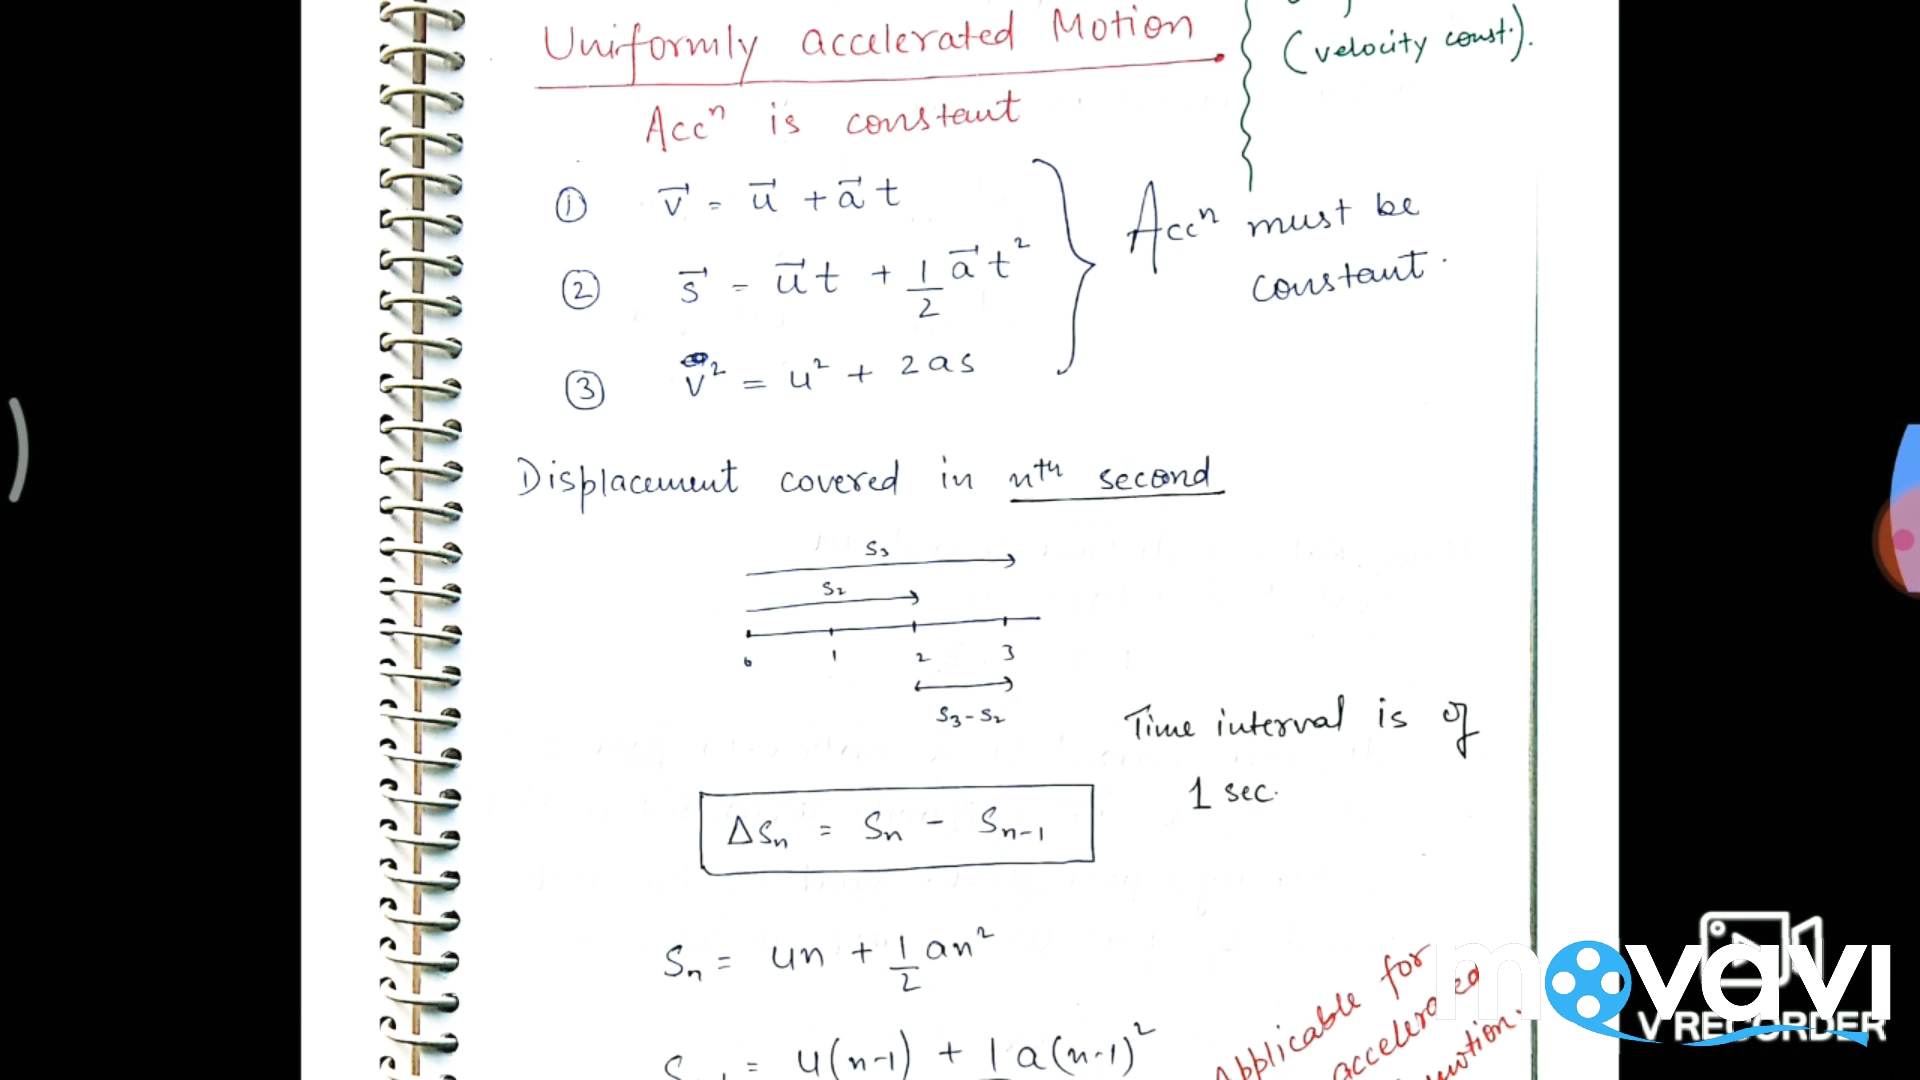 Uniformly accelerated Motion
(velocity const.).
Accⁿ is constant
① v⃗ = u⃗ + a⃗ t
② s⃗ = u⃗t + 1/2 a⃗ t²
③ v² = u² + 2as
Accⁿ must be
constant.
Displacement covered in nth second
S₃
S₂
0 1 2 3
S₃-S₂
Time interval is of
1 sec.
ΔSₙ = Sₙ - Sₙ₋₁
Sₙ = un + 1/2 an²
= u(n-1) + 1 a(n-1)²
Applicable for
accelerated
motion.
movavi
V RECORDER